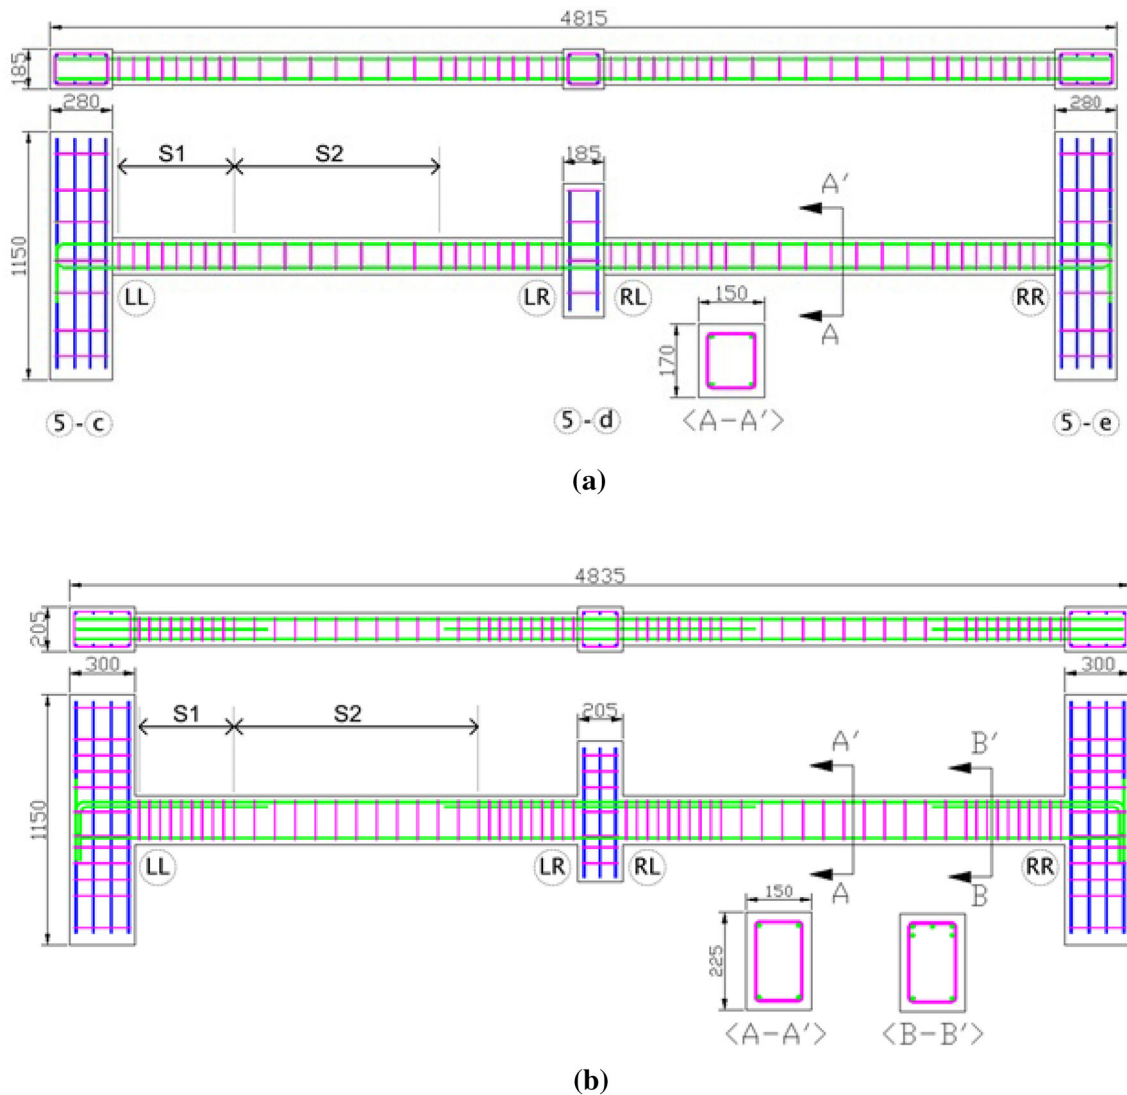 4815
185
280 280
S1 S2 185
A′
1150
LL LR RL RR
150
A
170
5-c 5-d <A-A′> 5-e
(a)
4835
205
300 300
S1 S2 205
A′ B′
1150
LL LR RL RR
A B
150
225
<A-A′> <B-B′>
(b)